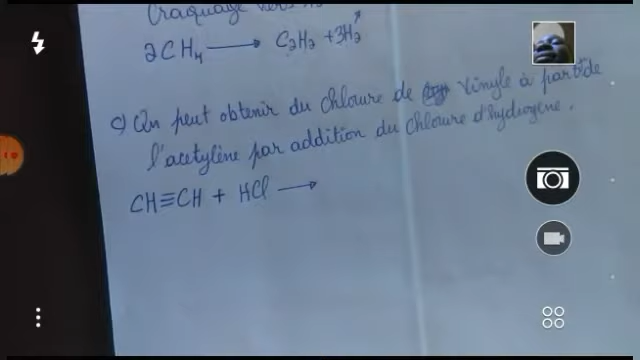 Craquage vers
2CH₄ ⟶ C₂H₂ + 3H₂
c) On peut obtenir du chlorure de vinyle à partir de
l'acetylène par addition du chlorure d'hydrogène.
CH≡CH + HCl ⟶